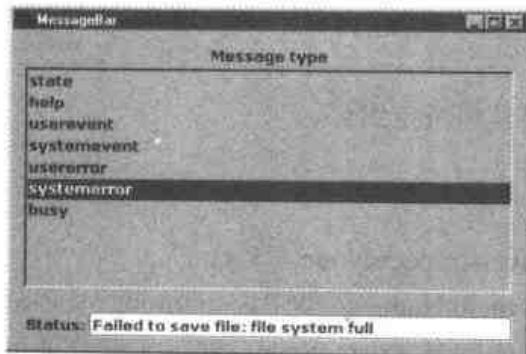 MessageBar
Message type
state
help
userevent
systemevent
usererror
systemerror
busy
Status: Failed to save file: file system full